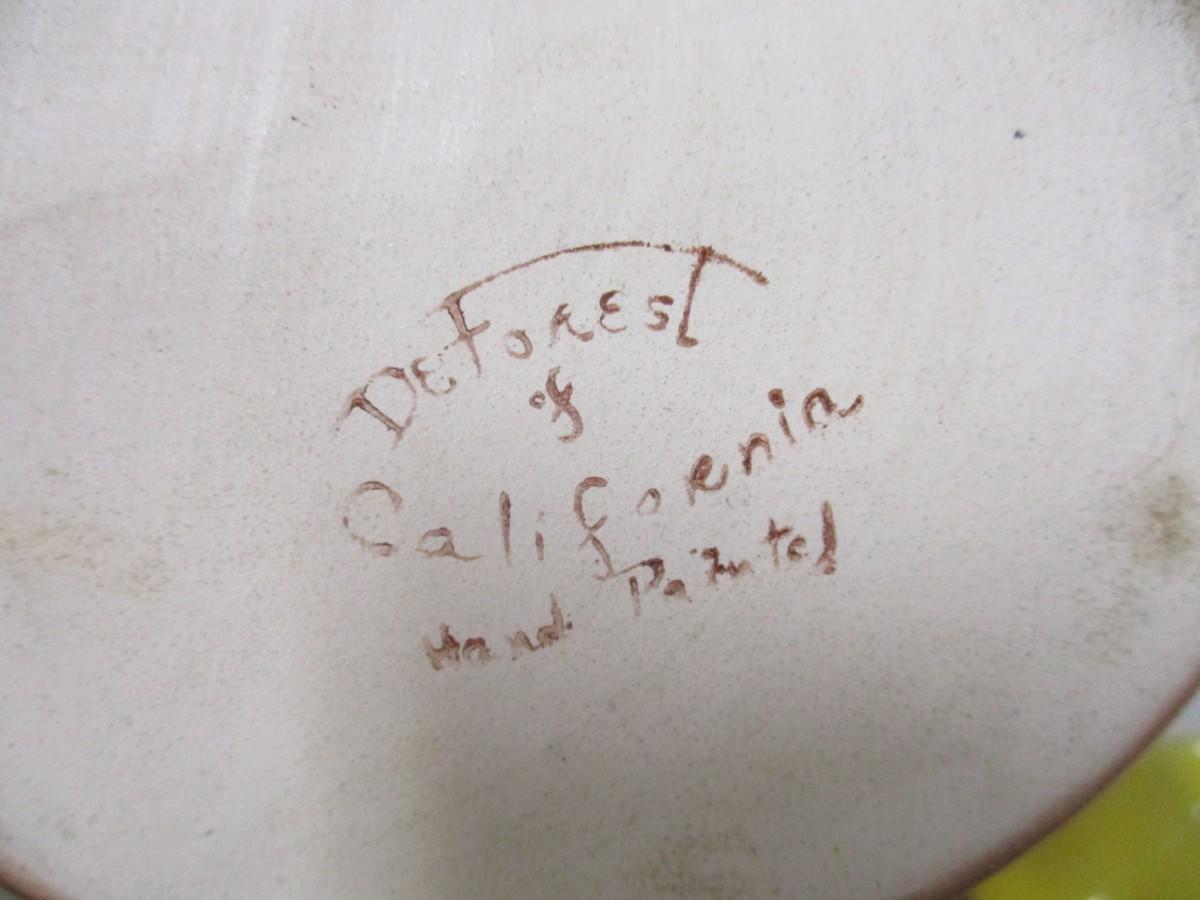 DeForest
of
California
Hand Painted